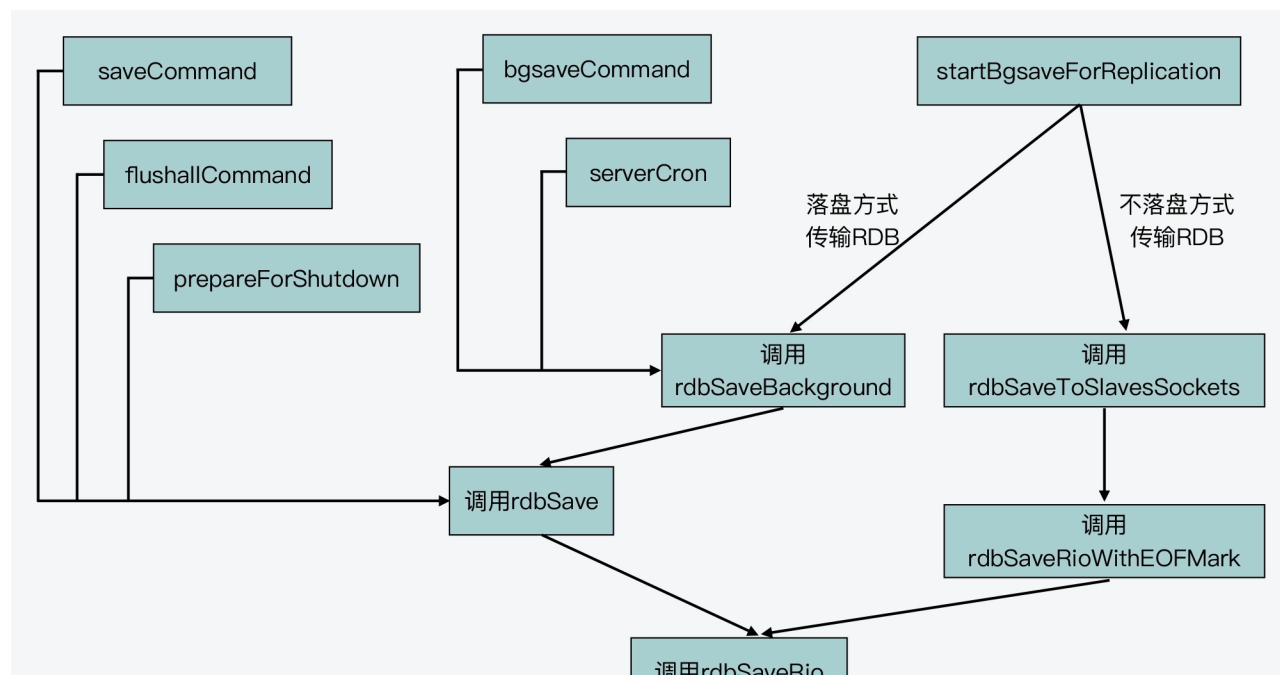 saveCommand
bgsaveCommand
startBgsaveForReplication
flushallCommand
serverCron
落盘方式
传输RDB
不落盘方式
传输RDB
prepareForShutdown
调用
rdbSaveBackground
调用
rdbSaveToSlavesSockets
调用rdbSave
调用
rdbSaveRioWithEOFMark
调用rdbSaveRio